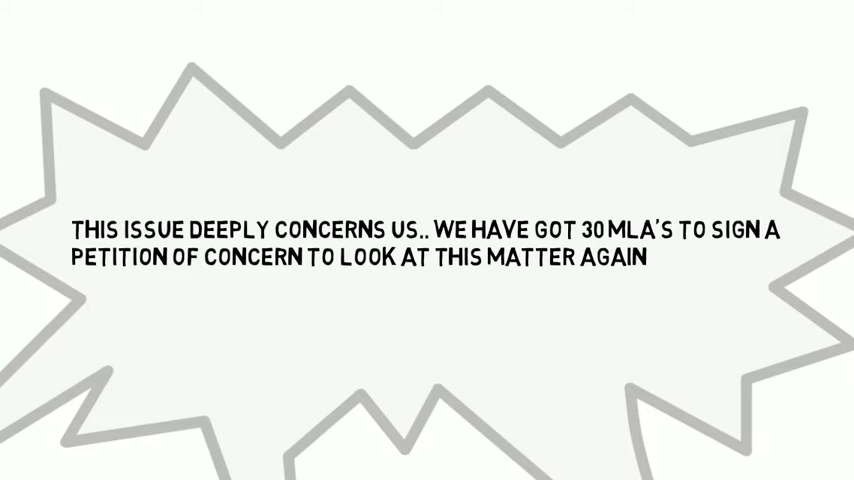 THIS ISSUE DEEPLY CONCERNS US.. WE HAVE GOT 30 MLA'S TO SIGN A
PETITION OF CONCERN TO LOOK AT THIS MATTER AGAIN